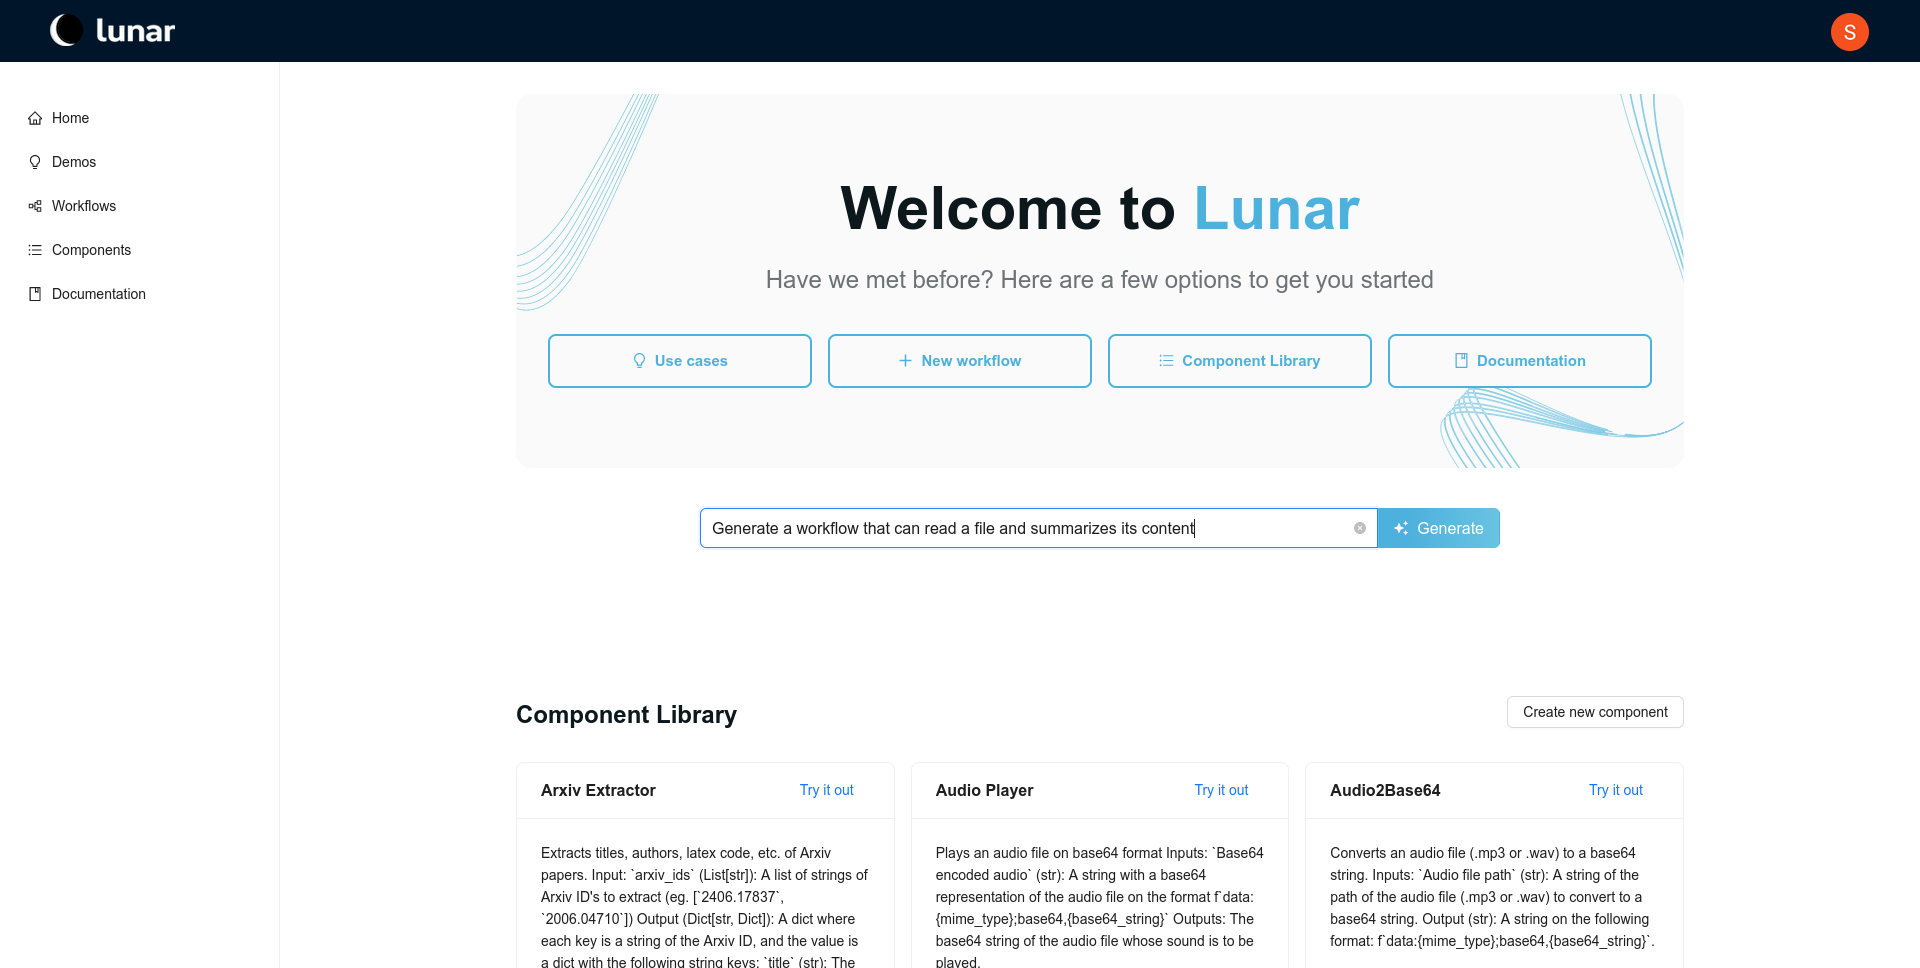 lunar
S
Home
Demos
Workflows
Components
Documentation
Welcome to Lunar
Have we met before? Here are a few options to get you started
Use cases
New workflow
Component Library
Documentation
Generate a workflow that can read a file and summarizes its content
Generate
Component Library
Create new component
Arxiv Extractor
Try it out
Extracts titles, authors, latex code, etc. of Arxiv
papers. Input: `arxiv_ids` (List[str]): A list of strings of
Arxiv ID's to extract (eg. [`2406.17837`,
`2006.04710`]) Output (Dict[str, Dict]): A dict where
each key is a string of the Arxiv ID, and the value is
a dict with the following string keys: `title` (str): The
Audio Player
Try it out
Plays an audio file on base64 format Inputs: `Base64
encoded audio` (str): A string with a base64
representation of the audio file on the format f`data:
{mime_type};base64,{base64_string}` Outputs: The
base64 string of the audio file whose sound is to be
played.
Audio2Base64
Try it out
Converts an audio file (.mp3 or .wav) to a base64
string. Inputs: `Audio file path` (str): A string of the
path of the audio file (.mp3 or .wav) to convert to a
base64 string. Output (str): A string on the following
format: f`data:{mime_type};base64,{base64_string}`.